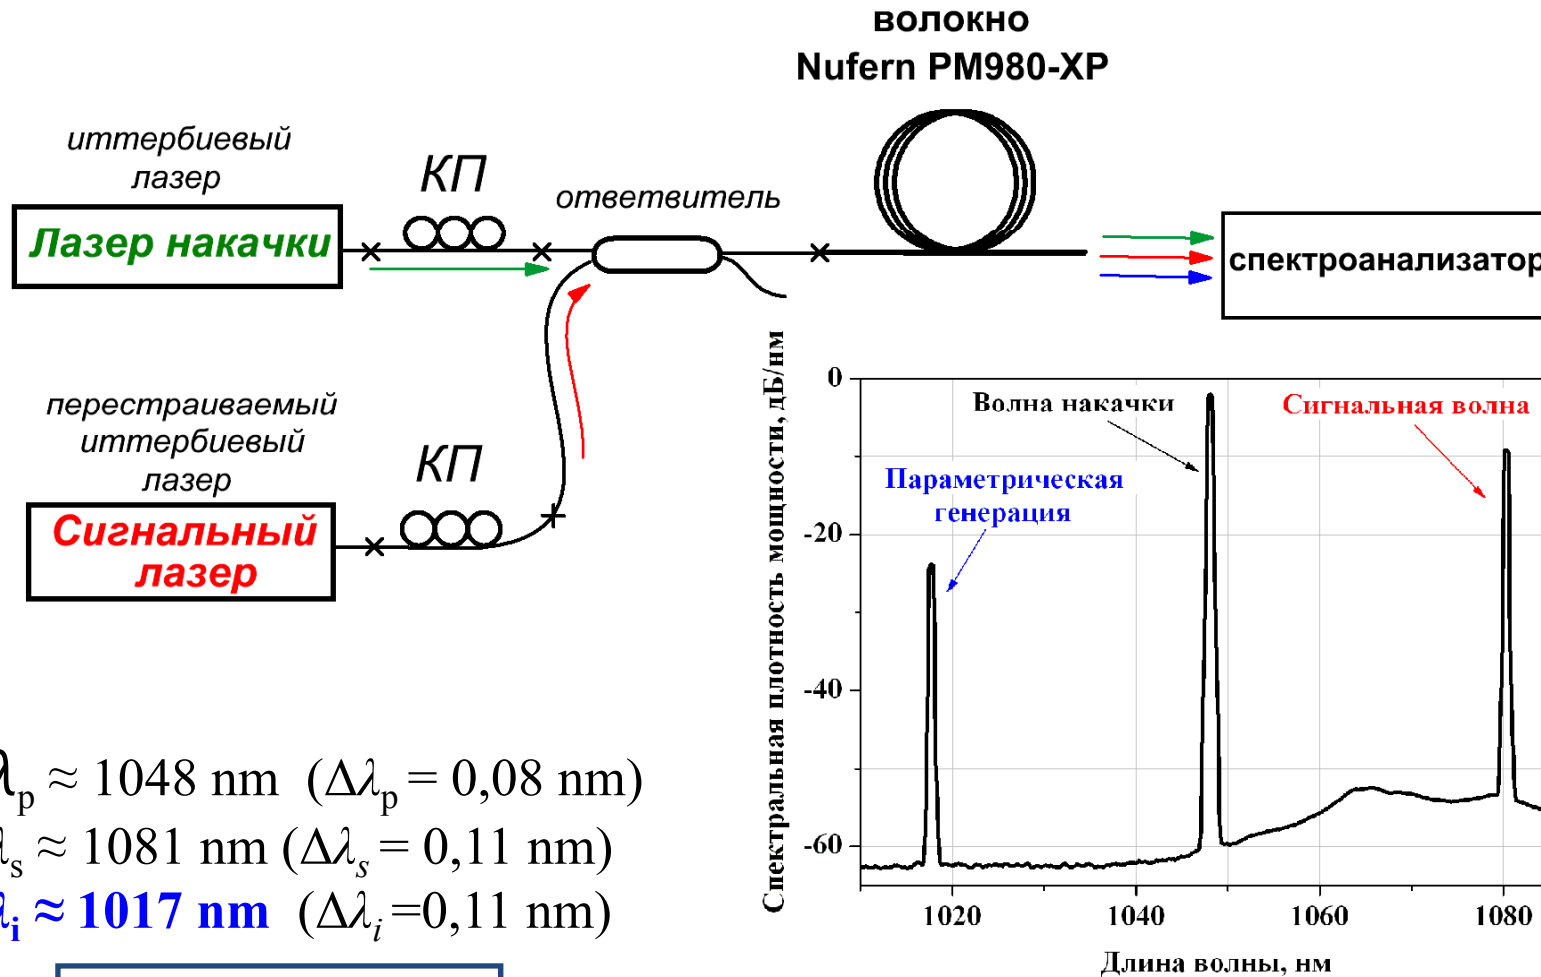 волокно
Nufern PM980-XP
иттербиевый
лазер
КП
ответвитель
Лазер накачки
спектроанализатор
перестраиваемый
иттербиевый
лазер
КП
Сигнальный
лазер
Спектральная плотность мощности, дБ/нм
0
-20
-40
-60
Волна накачки
Сигнальная волна
Параметрическая
генерация
1020
1040
1060
1080
Длина волны, нм
λp ≈ 1048 nm (Δλp = 0,08 nm)
λs ≈ 1081 nm (Δλs = 0,11 nm)
λi ≈ 1017 nm (Δλi =0,11 nm)